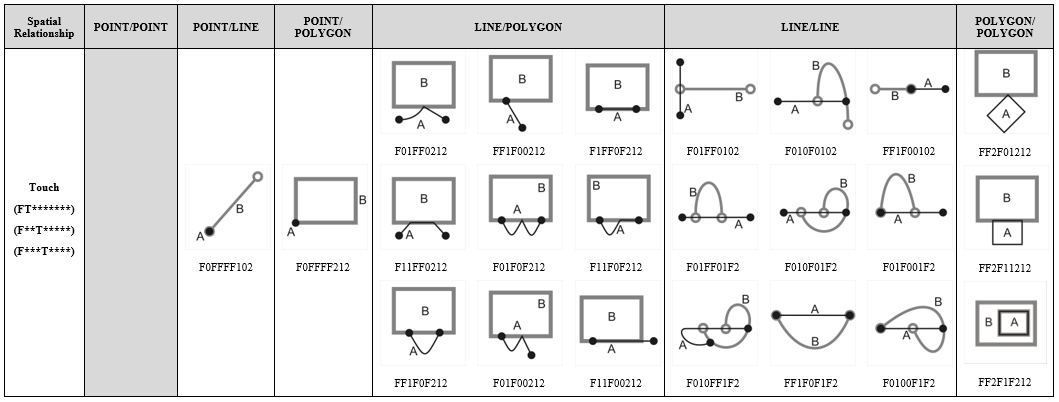 Spatial Relationship
POINT/POINT
POINT/LINE
POINT/
POLYGON
LINE/POLYGON
LINE/LINE
POLYGON/
POLYGON
Touch
(FT*******)
(F**T*****)
(F***T****)
A
B
F0FFFF102
A
B
F0FFFF212
B
A
F01FF0212
B
A
FF1F00212
B
A
F1FF0F212
B
A
F11FF0212
B
A
F01F0F212
B
A
F11F0F212
B
A
FF1F0F212
B
A
F01F00212
B
A
F11F00212
A
B
F01FF0102
B
A
F010F0102
A
B
FF1F00102
B
A
F01FF01F2
B
A
F010F01F2
B
A
F01F001F2
B
A
F010FF1F2
A
B
FF1F0F1F2
B
A
F0100F1F2
B
A
FF2F01212
B
A
FF2F11212
B
A
FF2F1F212